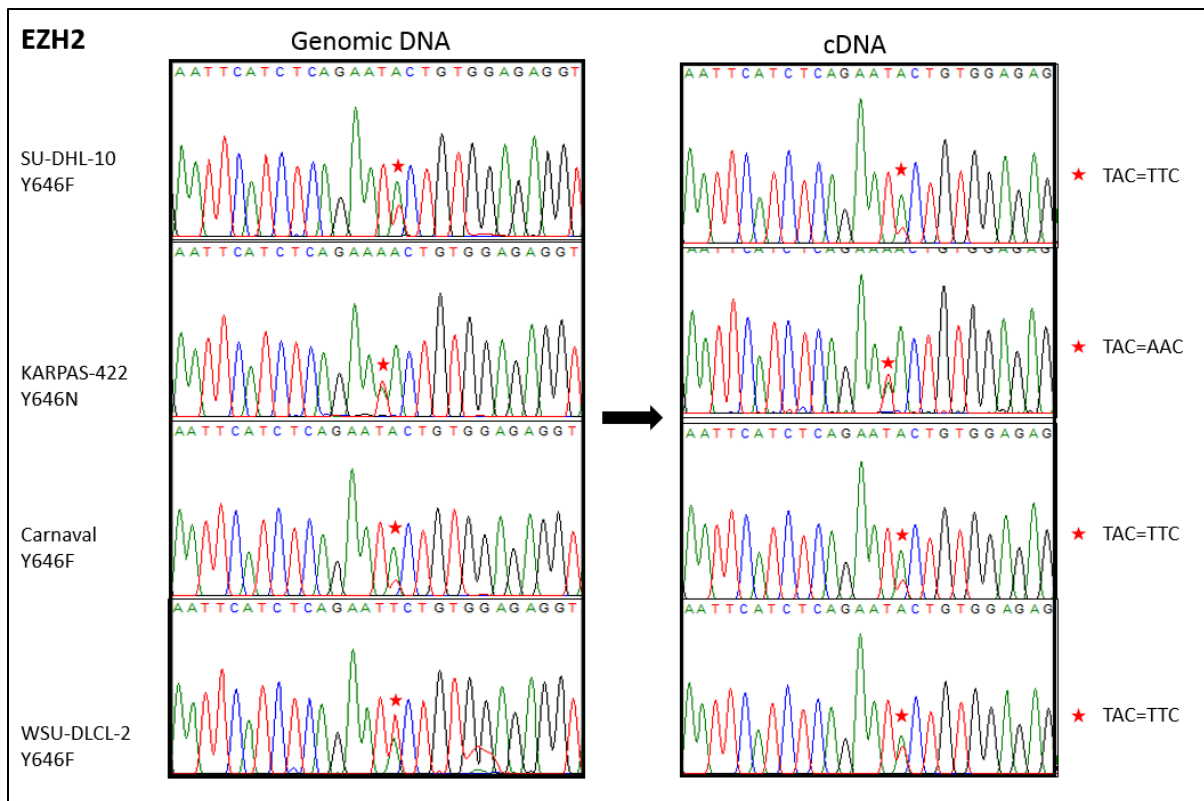 EZH2
Genomic DNA
cDNA
AATTCATCTCAGAATACTGTGGAGAGGT
AATTCATCTCAGAATACTGTGGAGAG
SU-DHL-10
Y646F
TAC=TTC
AATTCATCTCAGAAAACTGTGGAGAGGT
AATTCATCTCAGAAAACTGTGGAGAG
KARPAS-422
Y646N
TAC=AAC
AATTCATCTCAGAATACTGTGGAGAGGT
AATTCATCTCAGAATACTGTGGAGAG
Carnaval
Y646F
TAC=TTC
AATTCATCTCAGAATTCTGTGGAGAGGT
AATTCATCTCAGAATACTGTGGAGAG
WSU-DLCL-2
Y646F
TAC=TTC